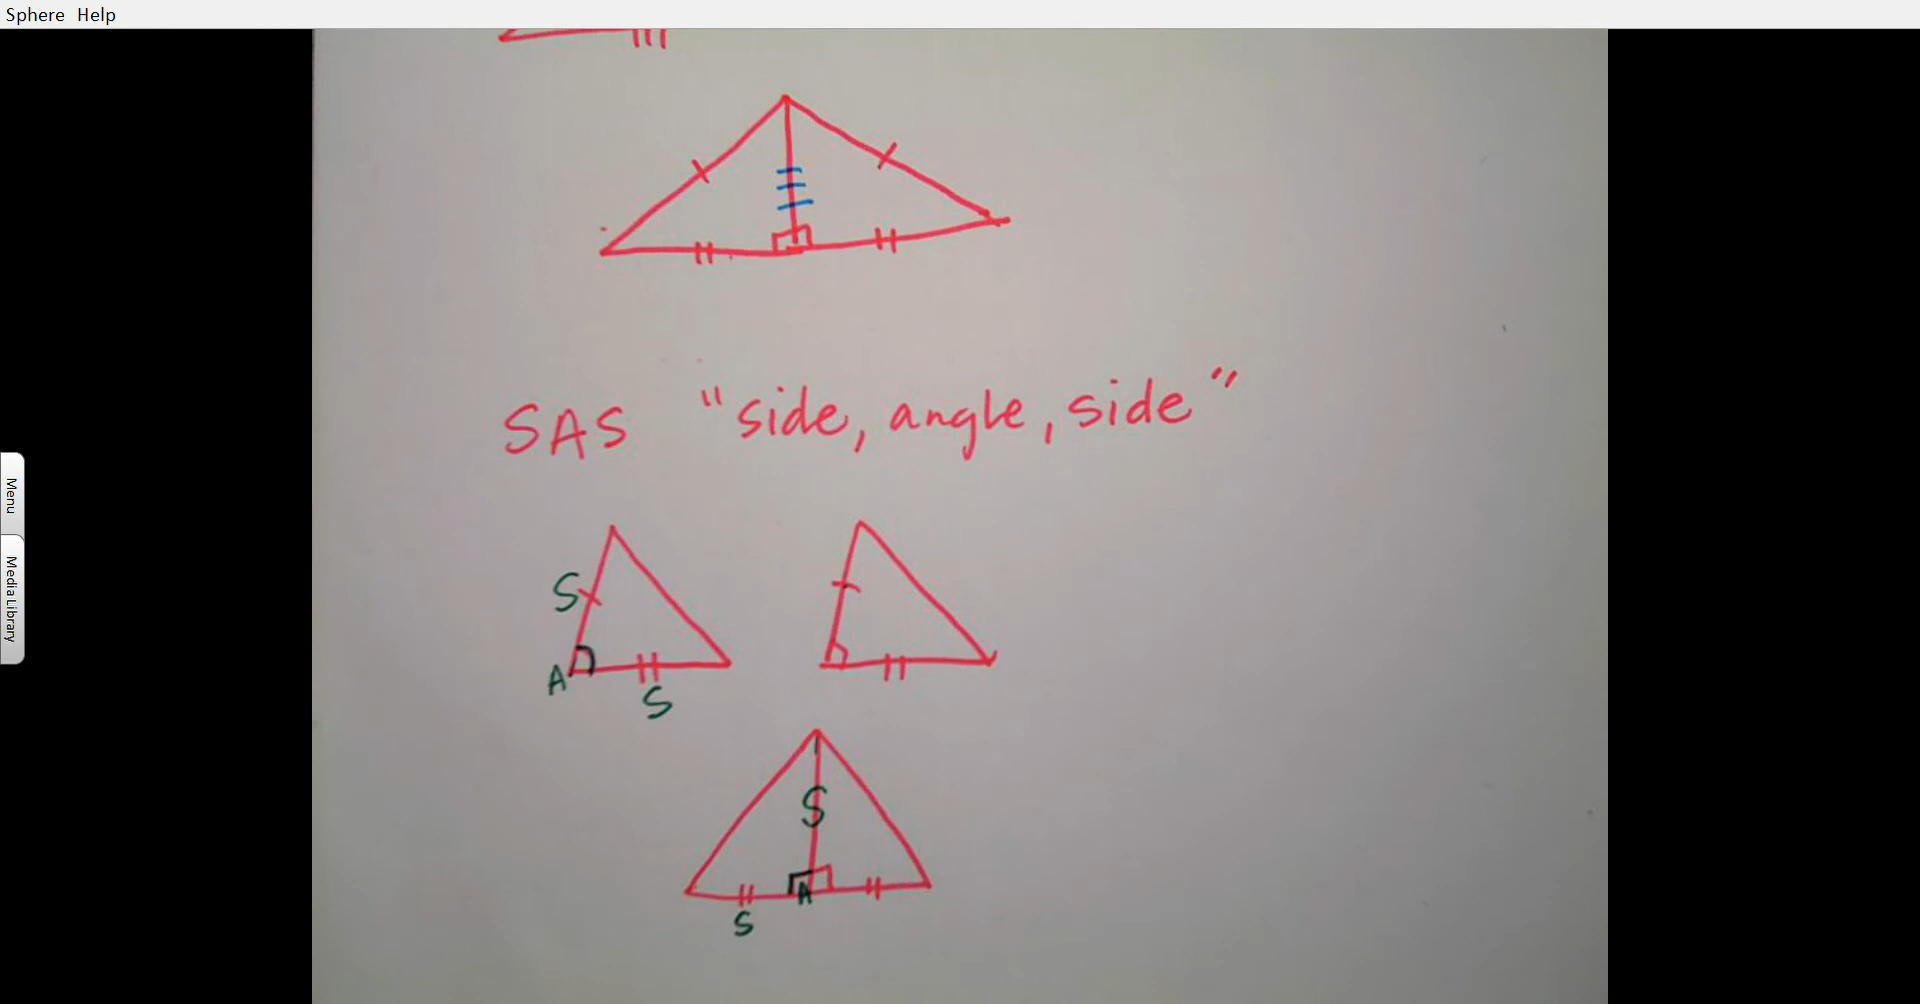 Sphere Help
SAS "side, angle, side"
S
A
S
S
A
S
Menu
Media Library